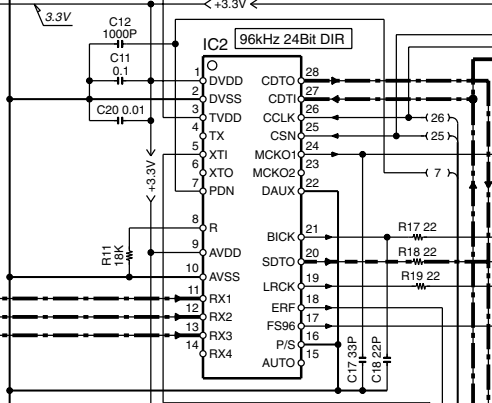 +3.3V
3.3V
C12
1000P
IC2
96kHz 24Bit DIR
C11
0.1
1 DVDD CDTO 28
2 DVSS CDTI 27
C20 0.01
3 TVDD CCLK 26 26
4 TX CSN 25 25
5 XTI MCKO1 24
+3.3V
6 XTO MCKO2 23 7
7 PDN DAUX 22
8 R BICK 21 R17 22
R11
18K
9 AVDD SDTO 20 R18 22
10 AVSS LRCK 19 R19 22
11 RX1 ERF 18
12 RX2 FS96 17
13 RX3 P/S 16
14 RX4 AUTO 15
C17 33P
C18 22P